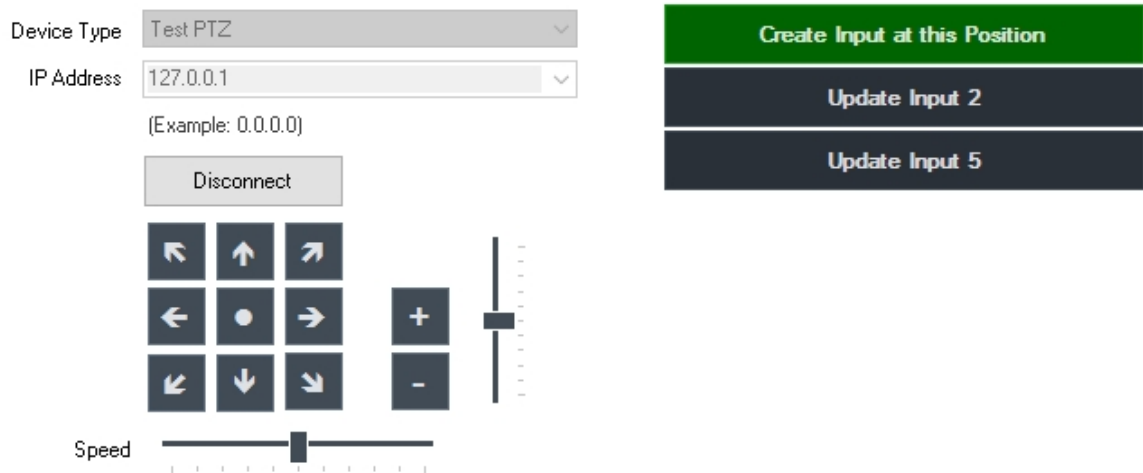 Device Type
Test PTZ
IP Address
127.0.0.1
(Example: 0.0.0.0)
Disconnect
+
-
Speed
Create Input at this Position
Update Input 2
Update Input 5